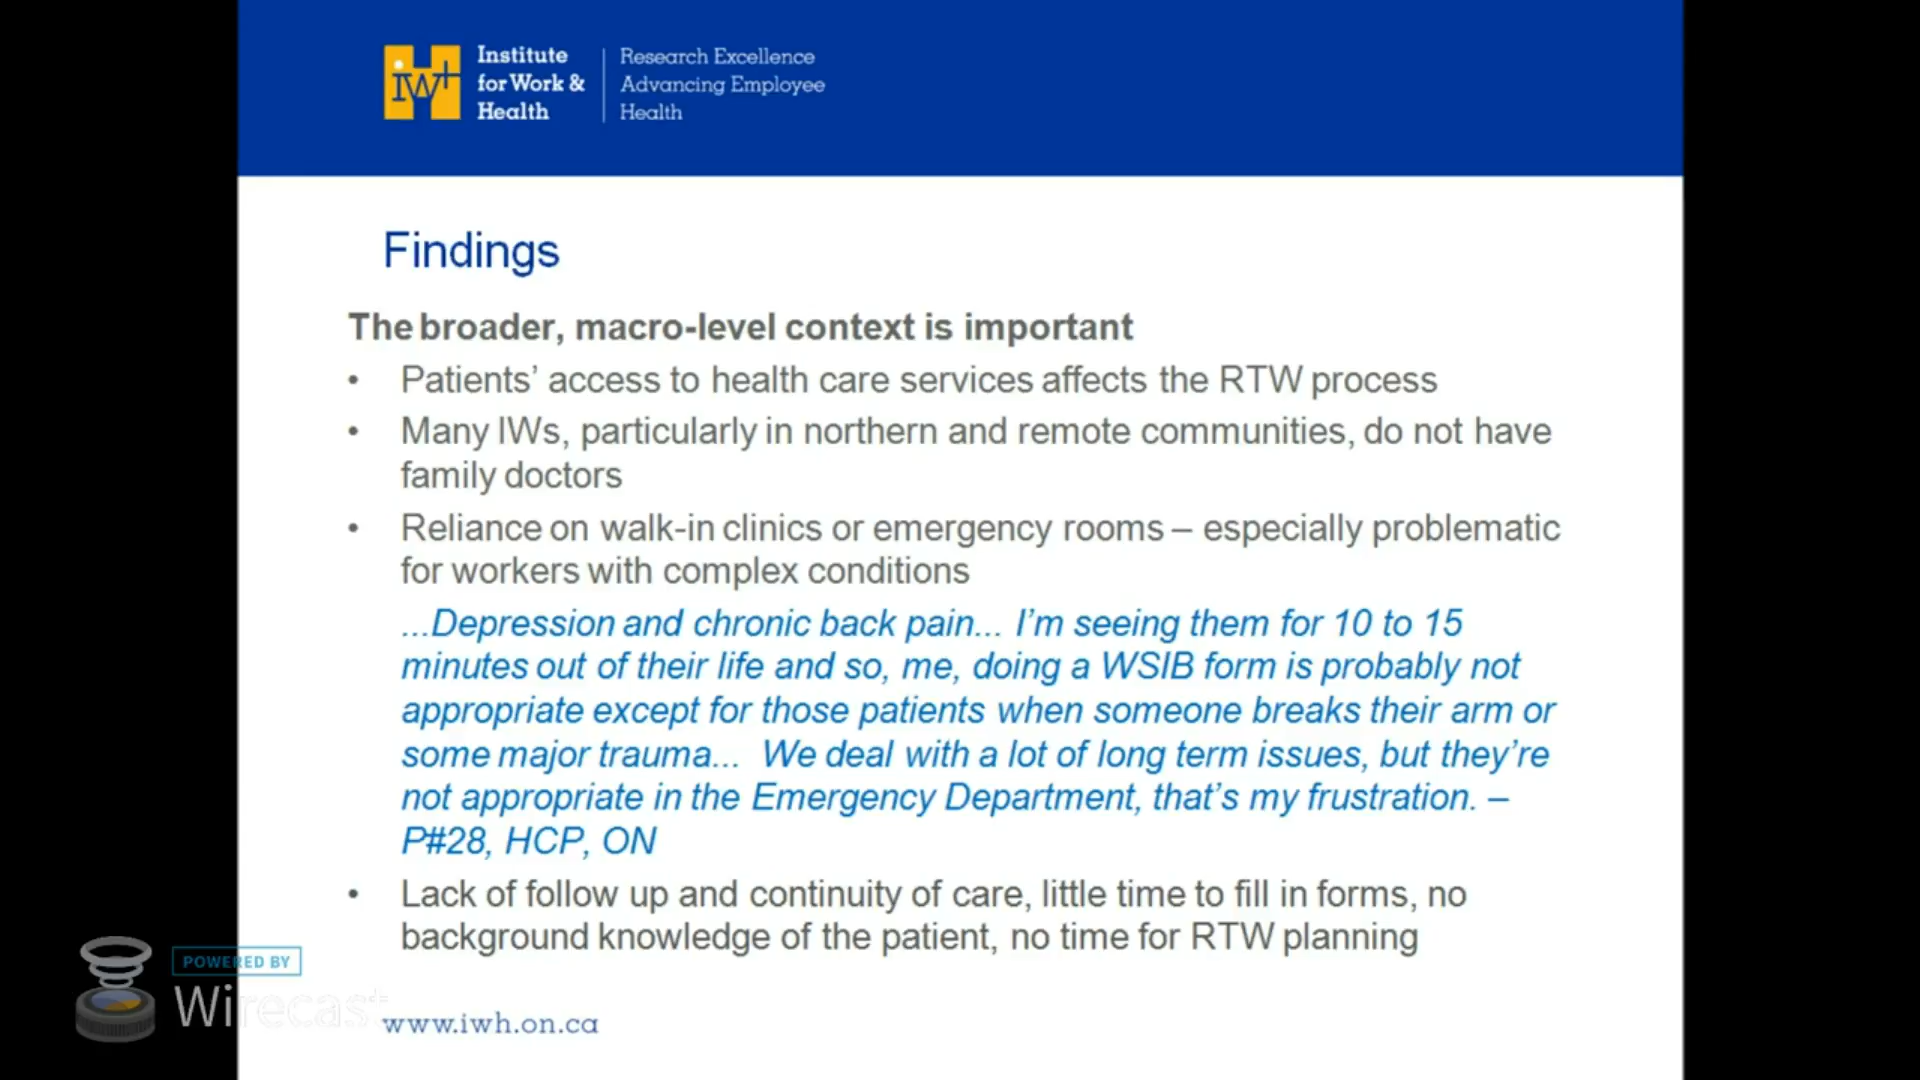 Institute
for Work &
Health
Research Excellence
Advancing Employee
Health
IW+
Findings
The broader, macro-level context is important
• Patients' access to health care services affects the RTW process
• Many IWs, particularly in northern and remote communities, do not have
family doctors
• Reliance on walk-in clinics or emergency rooms – especially problematic
for workers with complex conditions
...Depression and chronic back pain... I'm seeing them for 10 to 15
minutes out of their life and so, me, doing a WSIB form is probably not
appropriate except for those patients when someone breaks their arm or
some major trauma... We deal with a lot of long term issues, but they're
not appropriate in the Emergency Department, that's my frustration. –
P#28, HCP, ON
• Lack of follow up and continuity of care, little time to fill in forms, no
background knowledge of the patient, no time for RTW planning
POWERED BY
Wirecast
www.iwh.on.ca